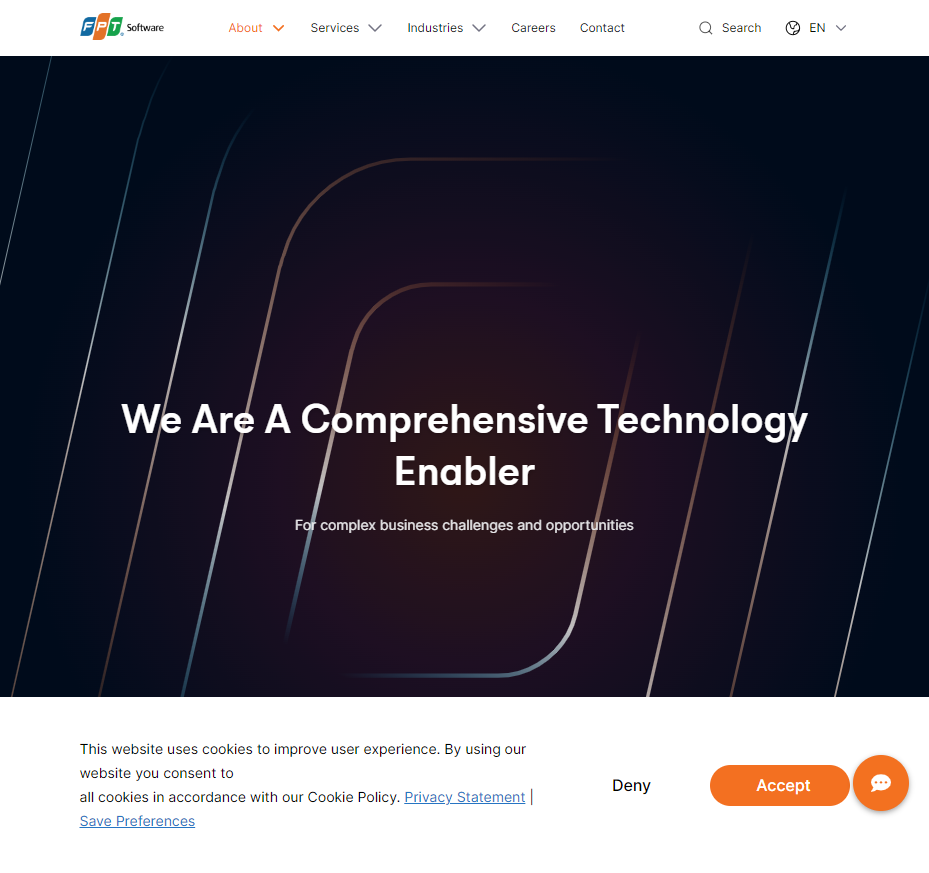 FPT Software
About
Services
Industries
Careers
Contact
Search
EN
We Are A Comprehensive Technology
Enabler
For complex business challenges and opportunities
This website uses cookies to improve user experience. By using our
website you consent to
all cookies in accordance with our Cookie Policy. Privacy Statement |
Save Preferences
Deny
Accept